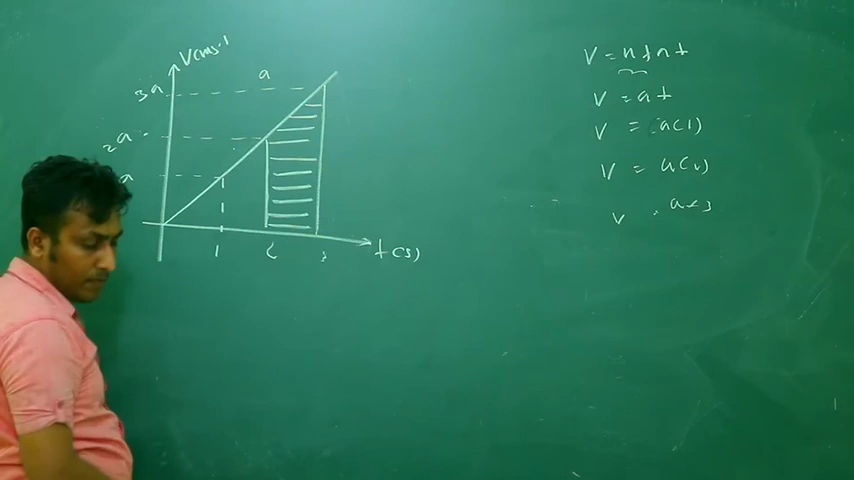 V(ms-1
a
3a
2a
a
1 2 3
t(s)
V = u + at
V = at
V = a(1)
V = a(2)
V = a×3